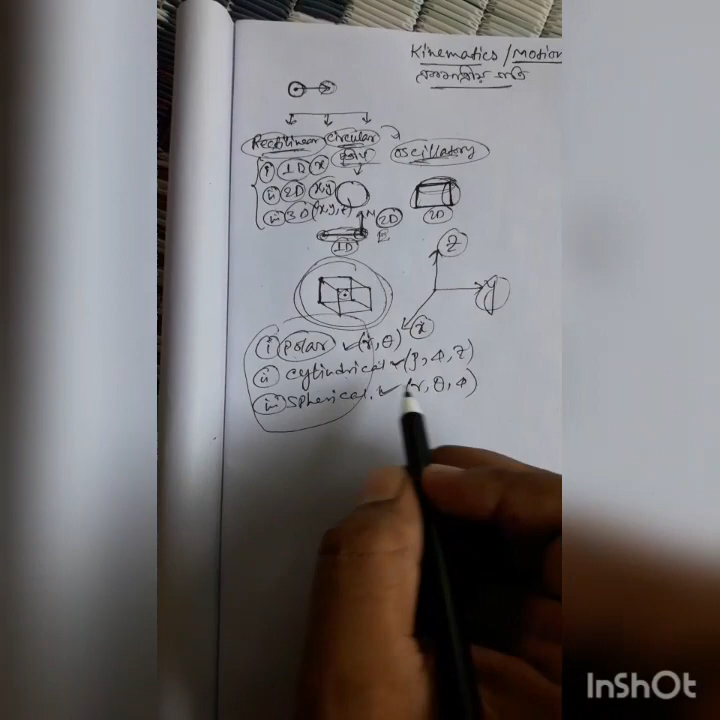 Kinematics / Motion
Rectilinear circular
oscillatory
i 1D x
ii 2D x,y
iii 3D (x,y,z)
N
2D
E
2D
1D
z
y
x
i polar (r, θ)
ii cylindrical (ρ, φ, z)
iii spherical. (r, θ, φ)
InShOt